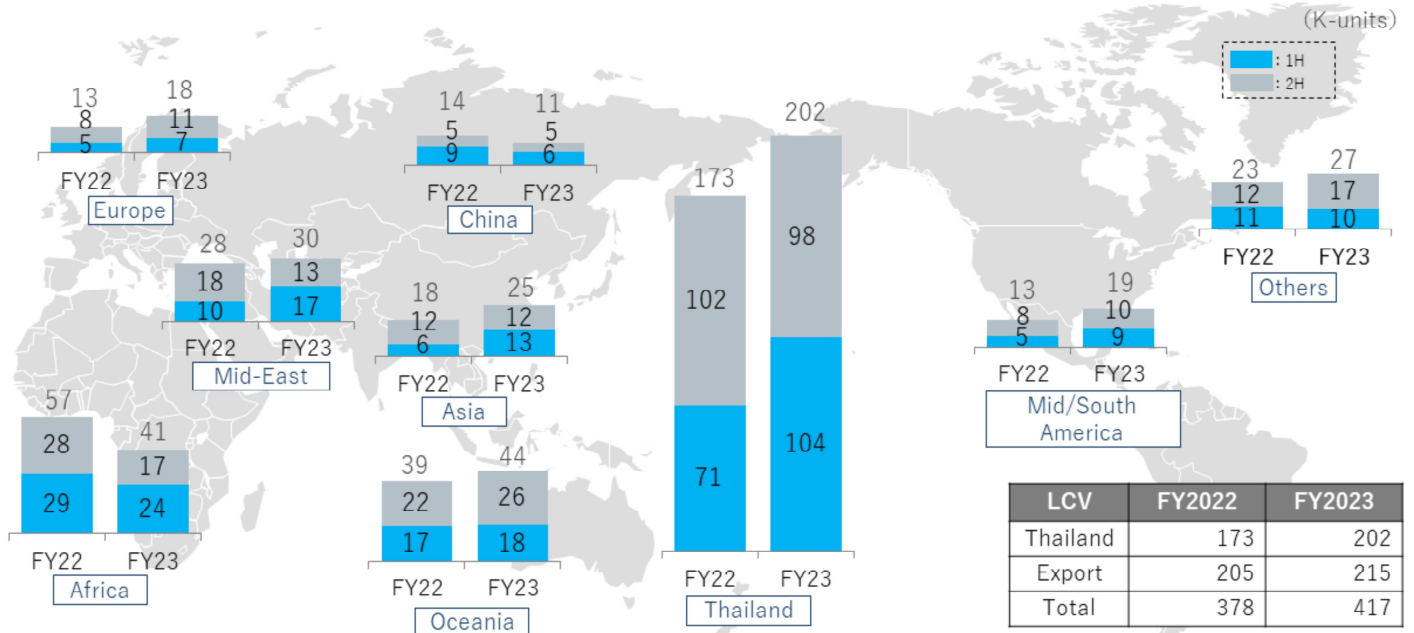 (K-units)
: 1H
: 2H
13
8
5
18
11
7
FY22 FY23
Europe
14
5
9
11
5
6
FY22 FY23
China
28
18
10
30
13
17
FY22 FY23
Mid-East
18
12
6
25
12
13
FY22 FY23
Asia
57
28
29
41
17
24
FY22 FY23
Africa
39
22
17
44
26
18
FY22 FY23
Oceania
173
102
71
202
98
104
FY22 FY23
Thailand
13
8
5
19
10
9
FY22 FY23
Mid/South
America
23
12
11
27
17
10
FY22 FY23
Others
LCV FY2022 FY2023
Thailand 173 202
Export 205 215
Total 378 417